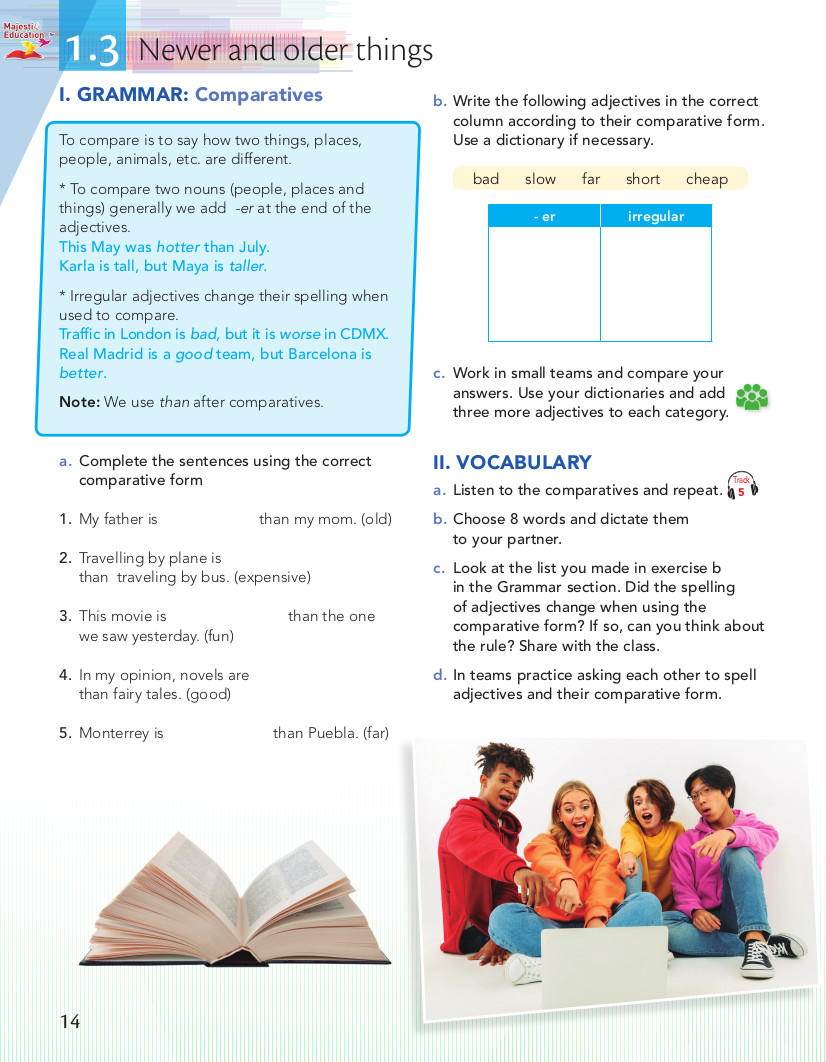 Majestic
Education
1.3 Newer and older things
I. GRAMMAR: Comparatives
To compare is to say how two things, places,
people, animals, etc. are different.
* To compare two nouns (people, places and
things) generally we add -er at the end of the
adjectives.
This May was hotter than July.
Karla is tall, but Maya is taller.
* Irregular adjectives change their spelling when
used to compare.
Traffic in London is bad, but it is worse in CDMX.
Real Madrid is a good team, but Barcelona is
better.
Note: We use than after comparatives.
a. Complete the sentences using the correct
comparative form
1. My father is than my mom. (old)
2. Travelling by plane is
than traveling by bus. (expensive)
3. This movie is than the one
we saw yesterday. (fun)
4. In my opinion, novels are
than fairy tales. (good)
5. Monterrey is than Puebla. (far)
b. Write the following adjectives in the correct
column according to their comparative form.
Use a dictionary if necessary.
bad slow far short cheap
- er irregular
c. Work in small teams and compare your
answers. Use your dictionaries and add
three more adjectives to each category.
II. VOCABULARY
a. Listen to the comparatives and repeat.
Track
5
b. Choose 8 words and dictate them
to your partner.
c. Look at the list you made in exercise b
in the Grammar section. Did the spelling
of adjectives change when using the
comparative form? If so, can you think about
the rule? Share with the class.
d. In teams practice asking each other to spell
adjectives and their comparative form.
14